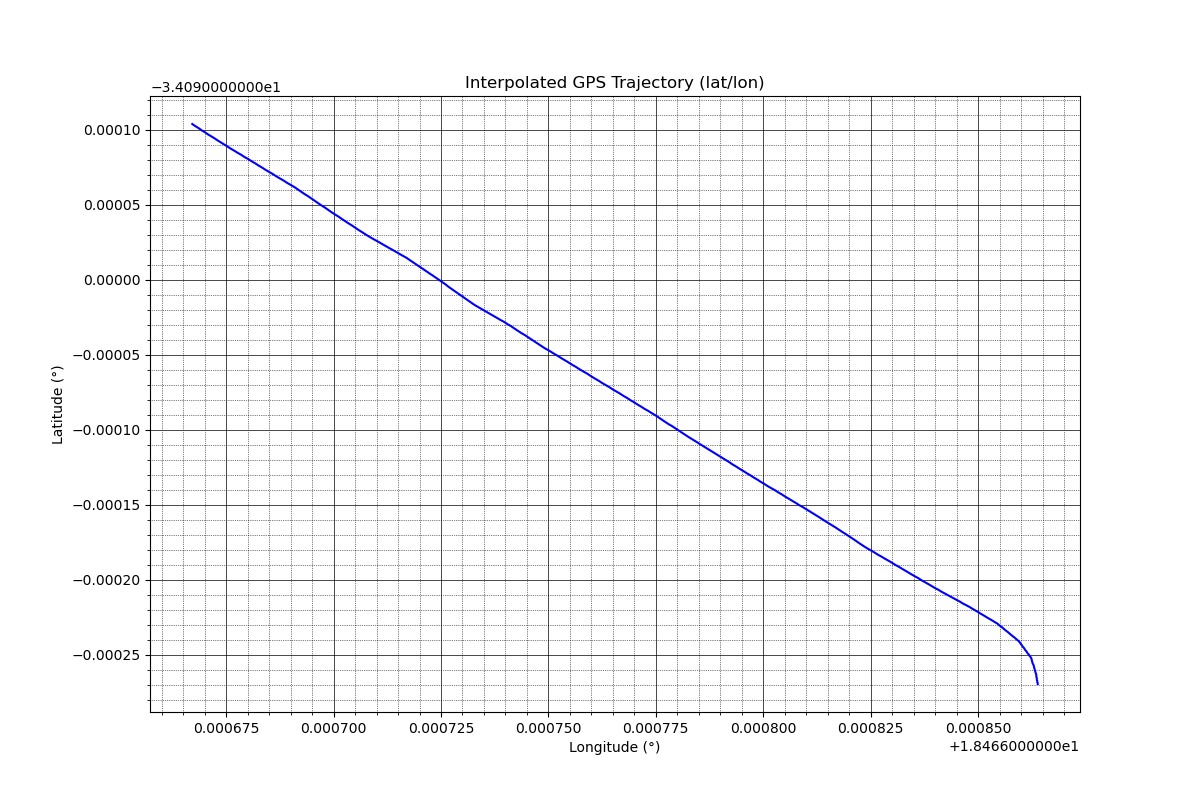 Interpolated GPS Trajectory (lat/lon)
−3.4090000000e1
0.00010
0.00005
0.00000
−0.00005
−0.00010
−0.00015
−0.00020
−0.00025
Latitude (°)
0.000675 0.000700 0.000725 0.000750 0.000775 0.000800 0.000825 0.000850
Longitude (°)
+1.8466000000e1